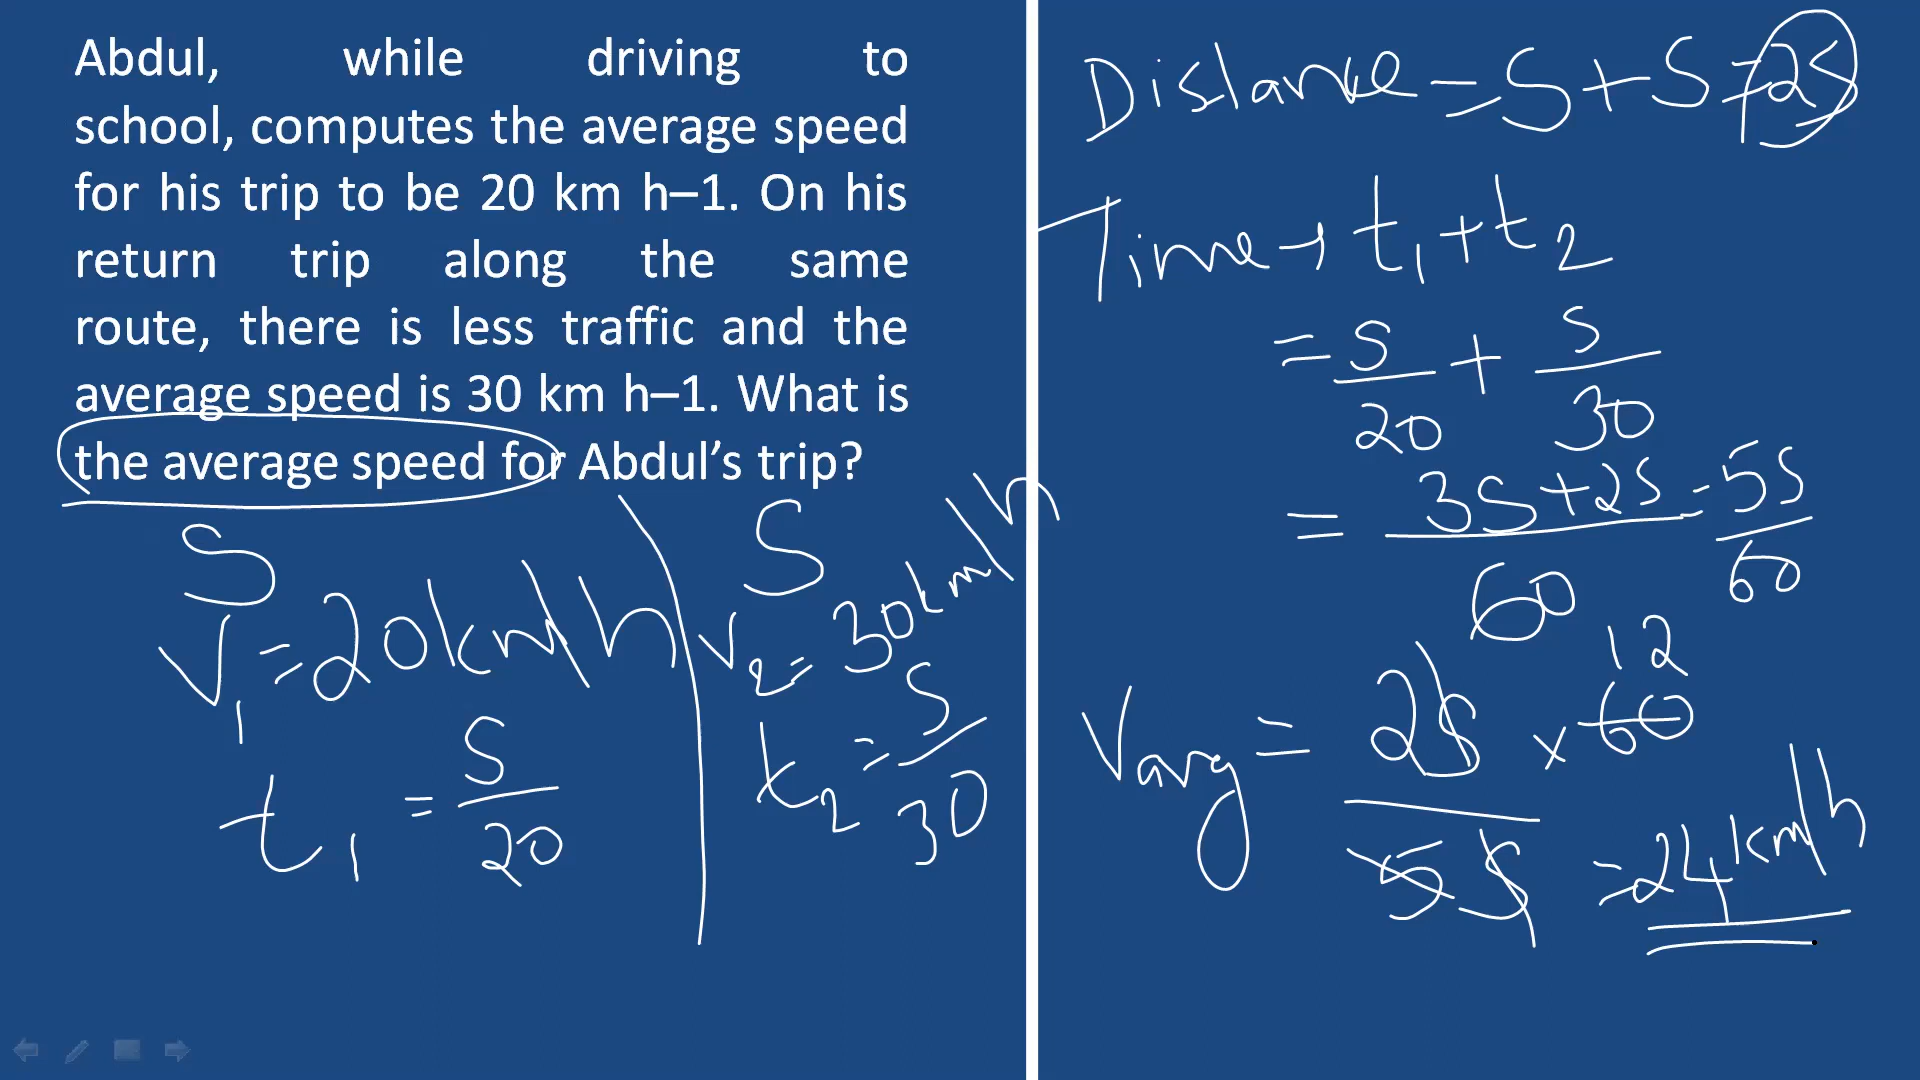 Abdul, while driving to
school, computes the average speed
for his trip to be 20 km h–1. On his
return trip along the same
route, there is less traffic and the
average speed is 30 km h–1. What is
the average speed for Abdul’s trip?
S
V1 = 20km/h
t1 = S/20
S
V2 = 30km/h
t2 = S/30
Distance = S + S = 2S
Time → t1 + t2
= S/20 + S/30
= 3S + 2S/60 = 5S/60
Vavg = 2S/5S × 60 12
= 24km/h